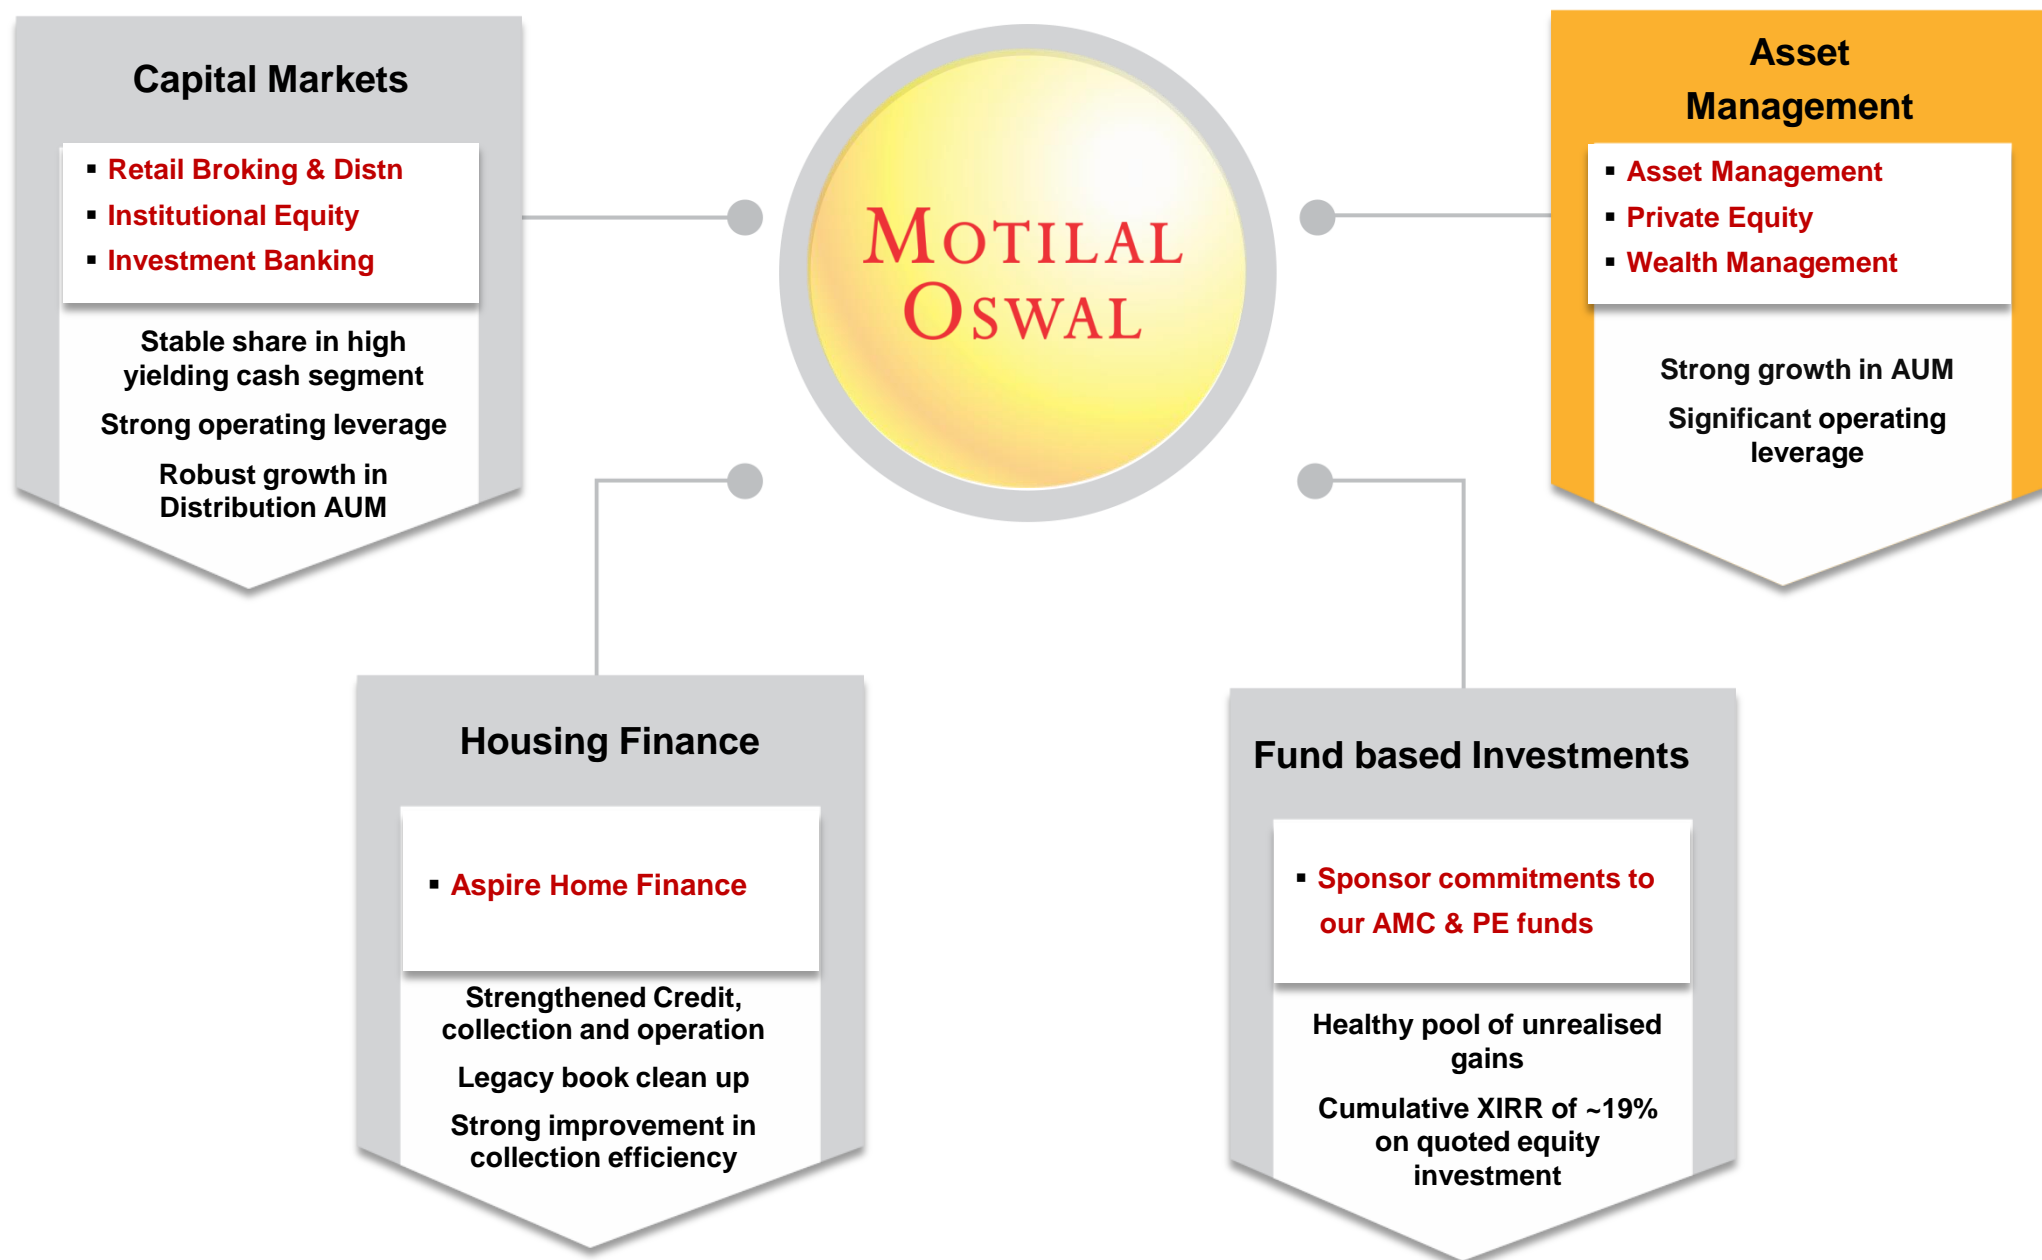 Capital Markets
▪ Retail Broking & Distn
▪ Institutional Equity
▪ Investment Banking
Stable share in high
yielding cash segment
Strong operating leverage
Robust growth in
Distribution AUM
MOTILAL
OSWAL
Asset
Management
▪ Asset Management
▪ Private Equity
▪ Wealth Management
Strong growth in AUM
Significant operating
leverage
Housing Finance
▪ Aspire Home Finance
Strengthened Credit,
collection and operation
Legacy book clean up
Strong improvement in
collection efficiency
Fund based Investments
▪ Sponsor commitments to
our AMC & PE funds
Healthy pool of unrealised
gains
Cumulative XIRR of ~19%
on quoted equity
investment